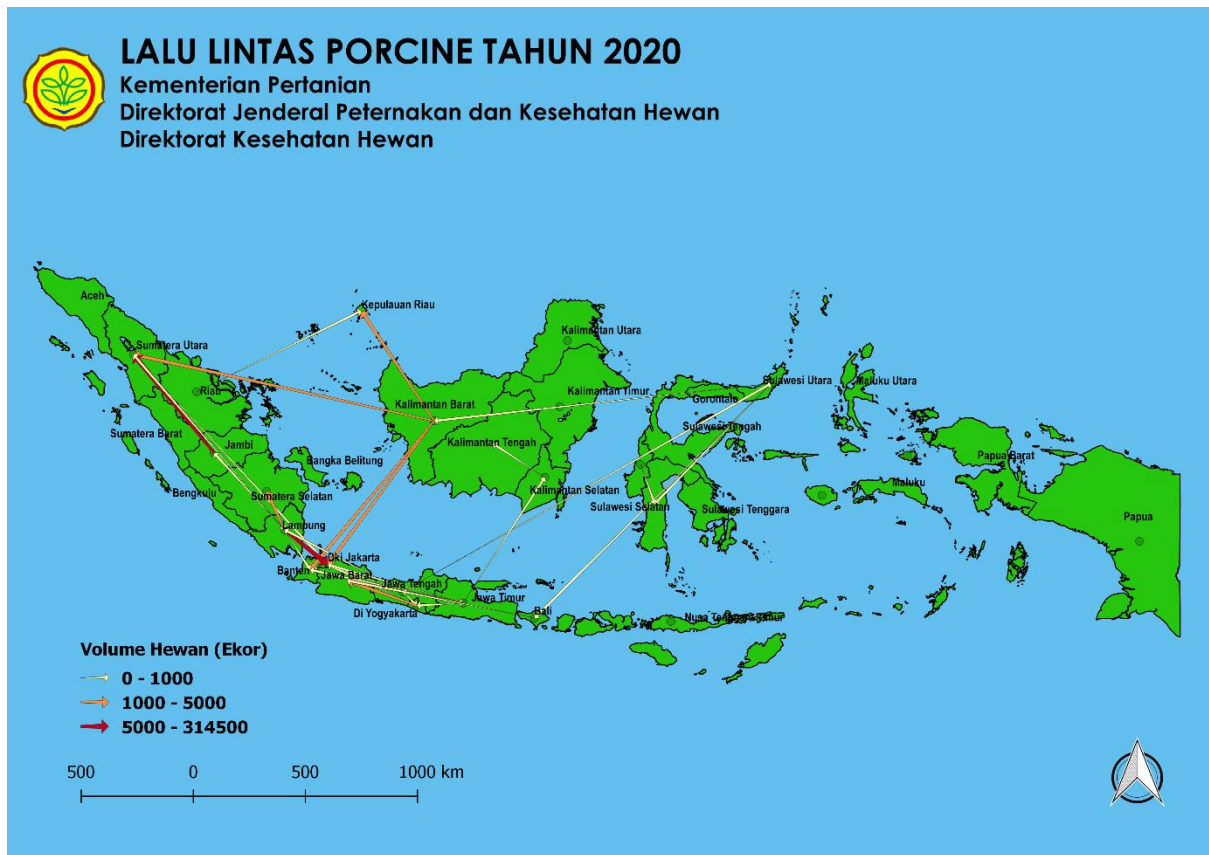 LALU LINTAS PORCINE TAHUN 2020
Kementerian Pertanian
Direktorat Jenderal Peternakan dan Kesehatan Hewan
Direktorat Kesehatan Hewan
Aceh
Kepulauan Riau
Sumatera Utara
Kalimantan Utara
Riau
Sulawesi Utara
Maluku Utara
Kalimantan Timur
Kalimantan Barat
Gorontalo
Sumatera Barat
Jambi
Kalimantan Tengah
Sulawesi Tengah
Bangka Belitung
Papua Barat
Bengkulu
Sumatera Selatan
Kalimantan Selatan
Maluku
Sulawesi Selatan
Sulawesi Tenggara
Papua
Lampung
Dki Jakarta
Banten
Jawa Barat
Jawa Tengah
Jawa Timur
Di Yogyakarta
Bali
Nusa Tenggara Timur
Volume Hewan (Ekor)
0 - 1000
1000 - 5000
5000 - 314500
500 0 500 1000 km